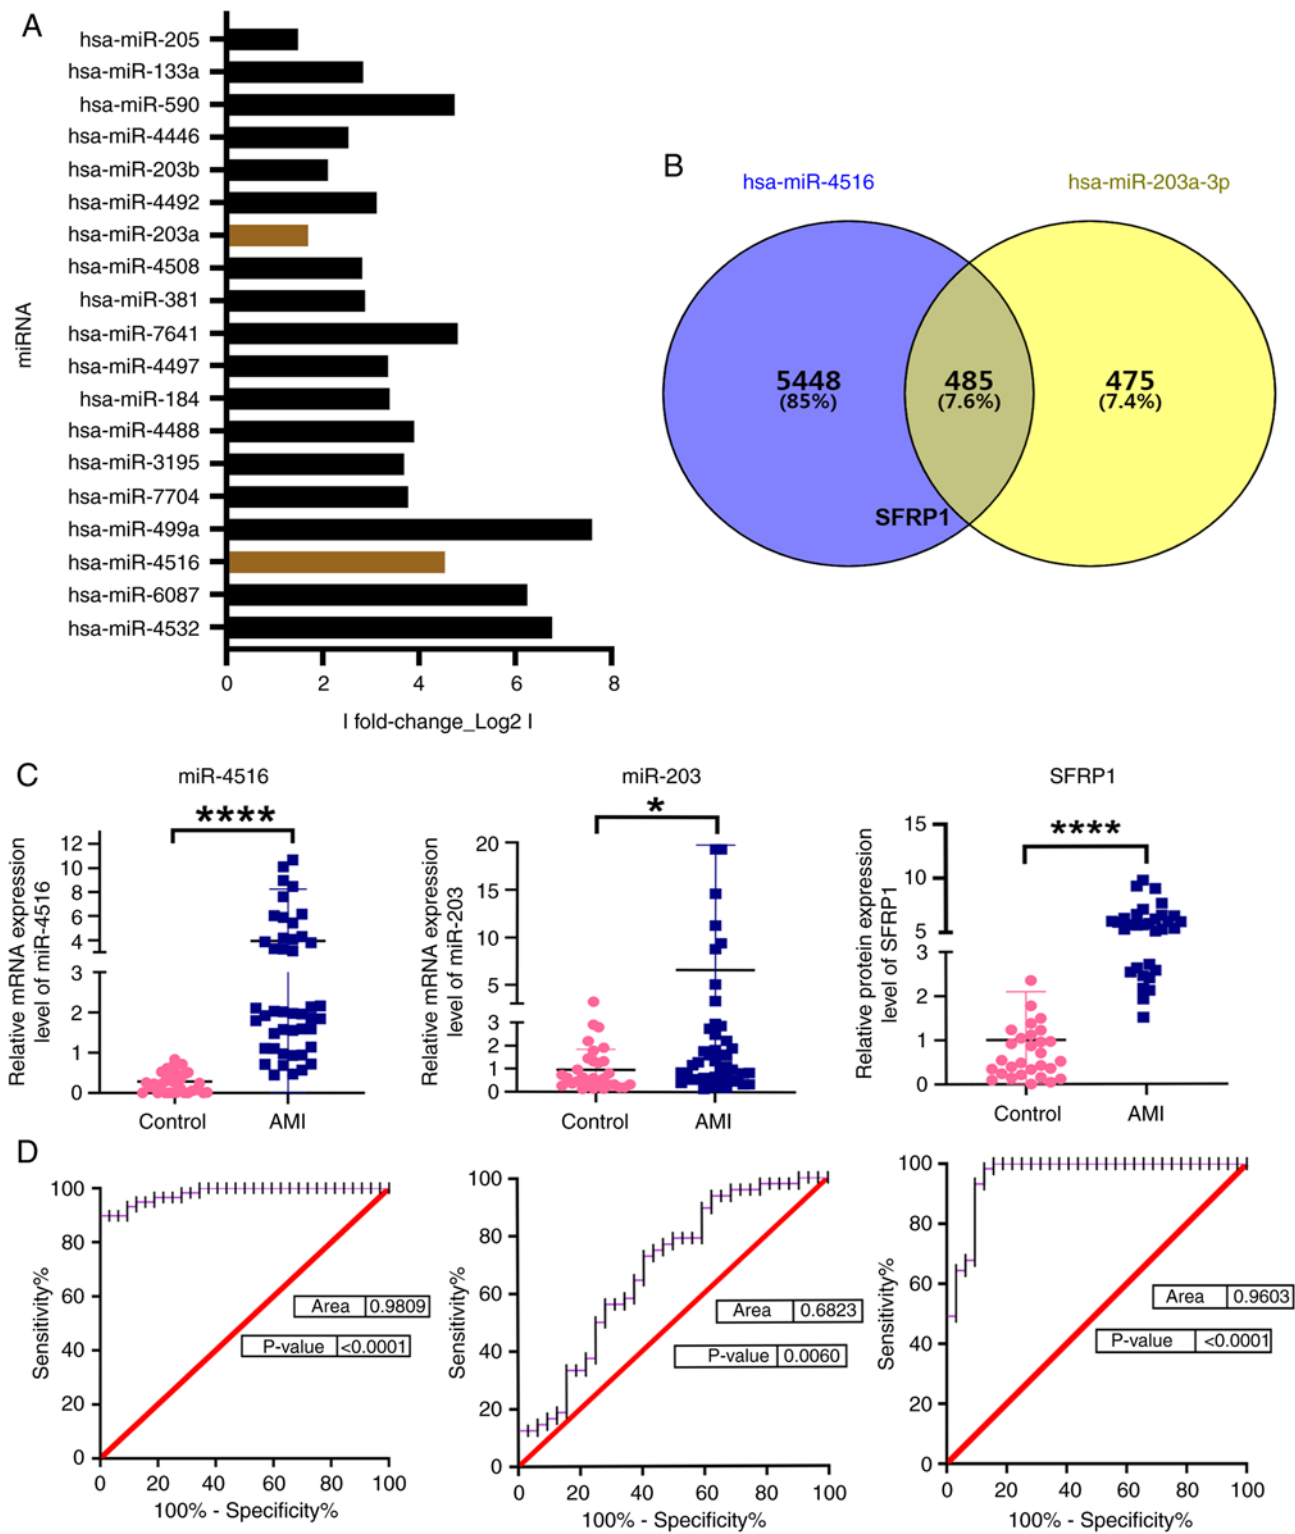 A
hsa-miR-205
hsa-miR-133a
hsa-miR-590
hsa-miR-4446
hsa-miR-203b
hsa-miR-4492
hsa-miR-203a
hsa-miR-4508
hsa-miR-381
hsa-miR-7641
hsa-miR-4497
hsa-miR-184
hsa-miR-4488
hsa-miR-3195
hsa-miR-7704
hsa-miR-499a
hsa-miR-4516
hsa-miR-6087
hsa-miR-4532
miRNA
0 2 4 6 8
I fold-change_Log2 I
B
hsa-miR-4516
hsa-miR-203a-3p
5448
(85%)
485
(7.6%)
475
(7.4%)
SFRP1
C
miR-4516
****
Relative mRNA expression
level of miR-4516
12
10
8
6
4
3
2
1
0
Control AMI
miR-203
*
Relative mRNA expression
level of miR-203
20
15
10
5
3
2
1
0
Control AMI
SFRP1
****
Relative protein expression
level of SFRP1
15
10
5
3
2
1
0
Control AMI
D
Sensitivity%
100
80
60
40
20
0
Area 0.9809
P-value <0.0001
0 20 40 60 80 100
100% - Specificity%
Sensitivity%
100
80
60
40
20
0
Area 0.6823
P-value 0.0060
0 20 40 60 80 100
100% - Specificity%
Sensitivity%
100
80
60
40
20
0
Area 0.9603
P-value <0.0001
0 20 40 60 80 100
100% - Specificity%